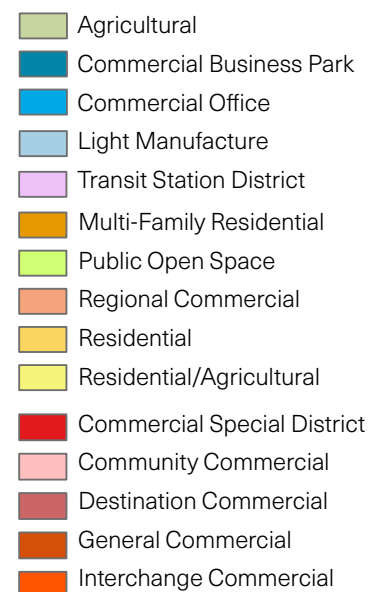 Agricultural
Commercial Business Park
Commercial Office
Light Manufacture
Transit Station District
Multi-Family Residential
Public Open Space
Regional Commercial
Residential
Residential/Agricultural
Commercial Special District
Community Commercial
Destination Commercial
General Commercial
Interchange Commercial